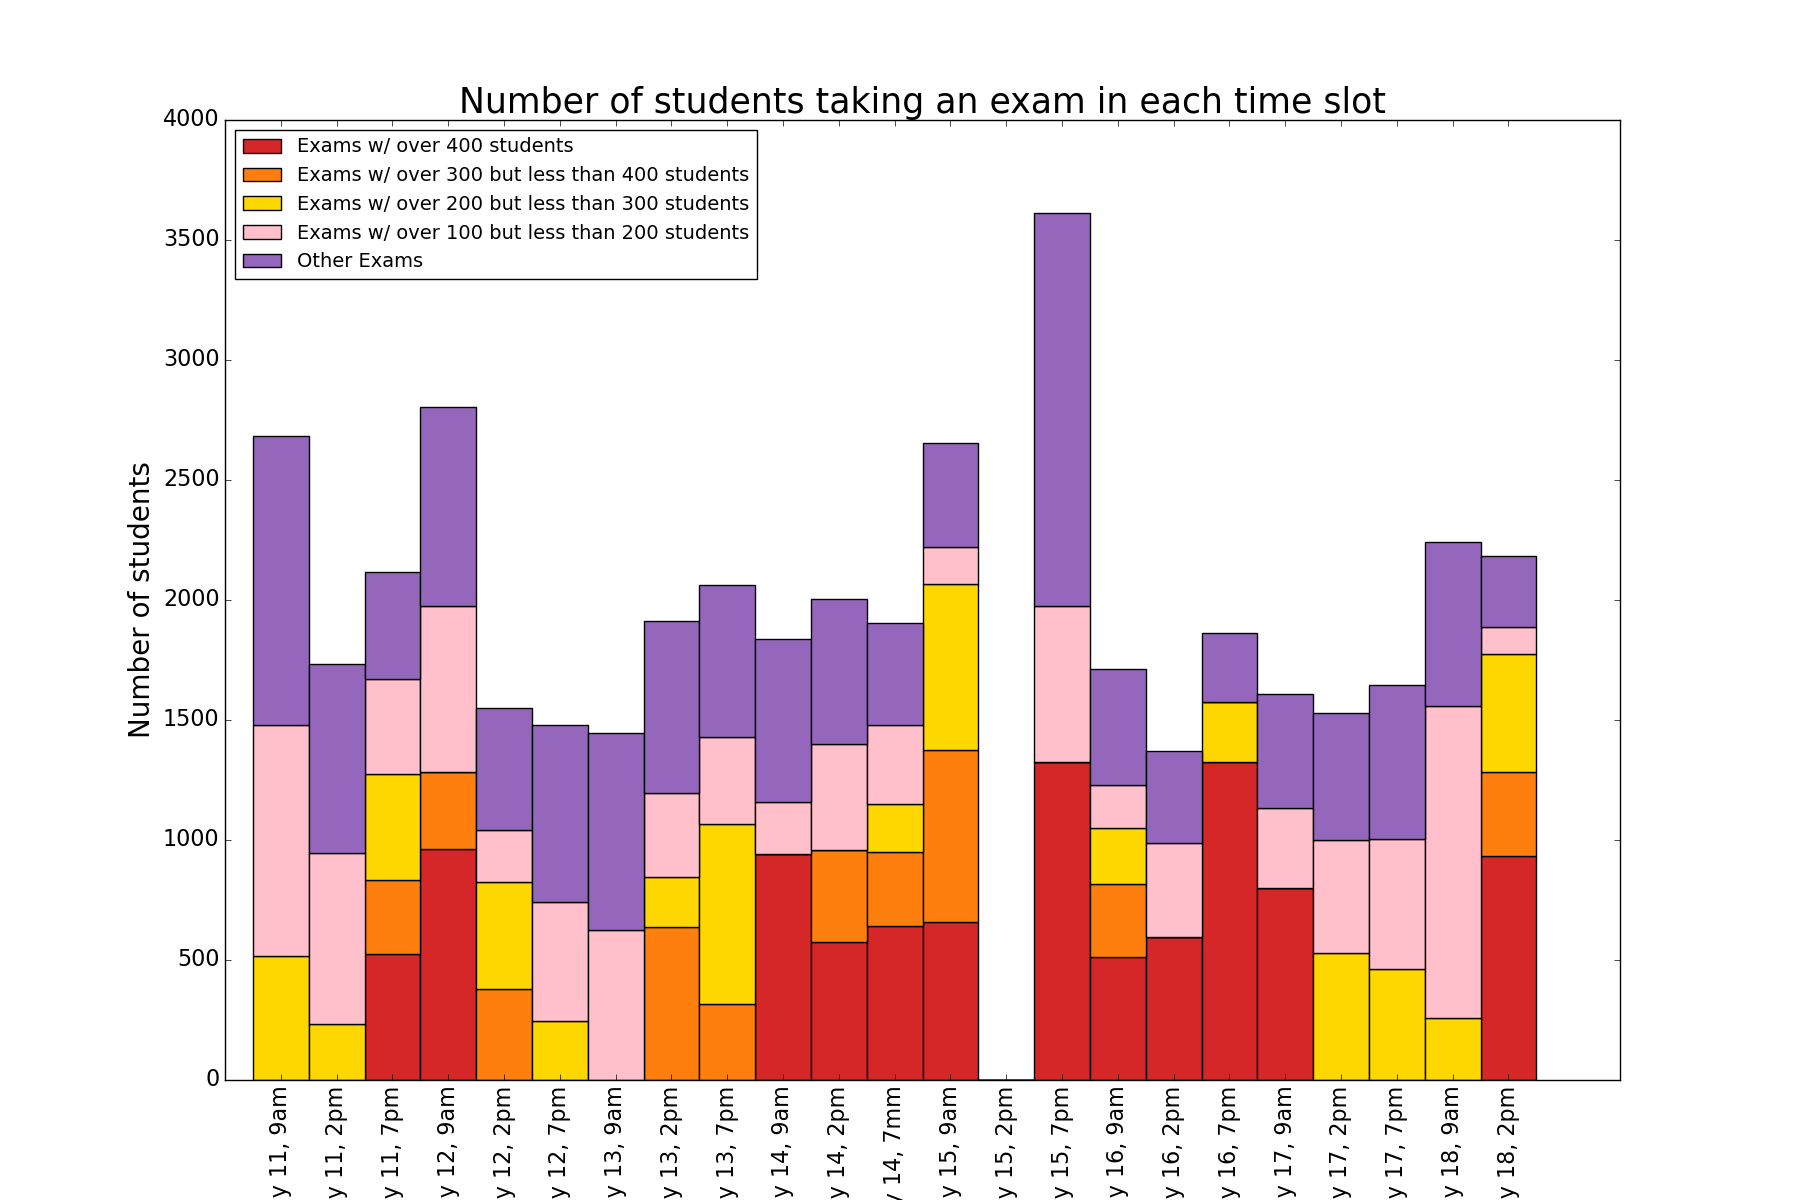 Number of students taking an exam in each time slot
Exams w/ over 400 students
Exams w/ over 300 but less than 400 students
Exams w/ over 200 but less than 300 students
Exams w/ over 100 but less than 200 students
Other Exams
Number of students
4000
3500
3000
2500
2000
1500
1000
500
0
y 11, 9am
y 11, 2pm
y 11, 7pm
y 12, 9am
y 12, 2pm
y 12, 7pm
y 13, 9am
y 13, 2pm
y 13, 7pm
y 14, 9am
y 14, 2pm
y 14, 7mm
y 15, 9am
y 15, 2pm
y 15, 7pm
y 16, 9am
y 16, 2pm
y 16, 7pm
y 17, 9am
y 17, 2pm
y 17, 7pm
y 18, 9am
y 18, 2pm